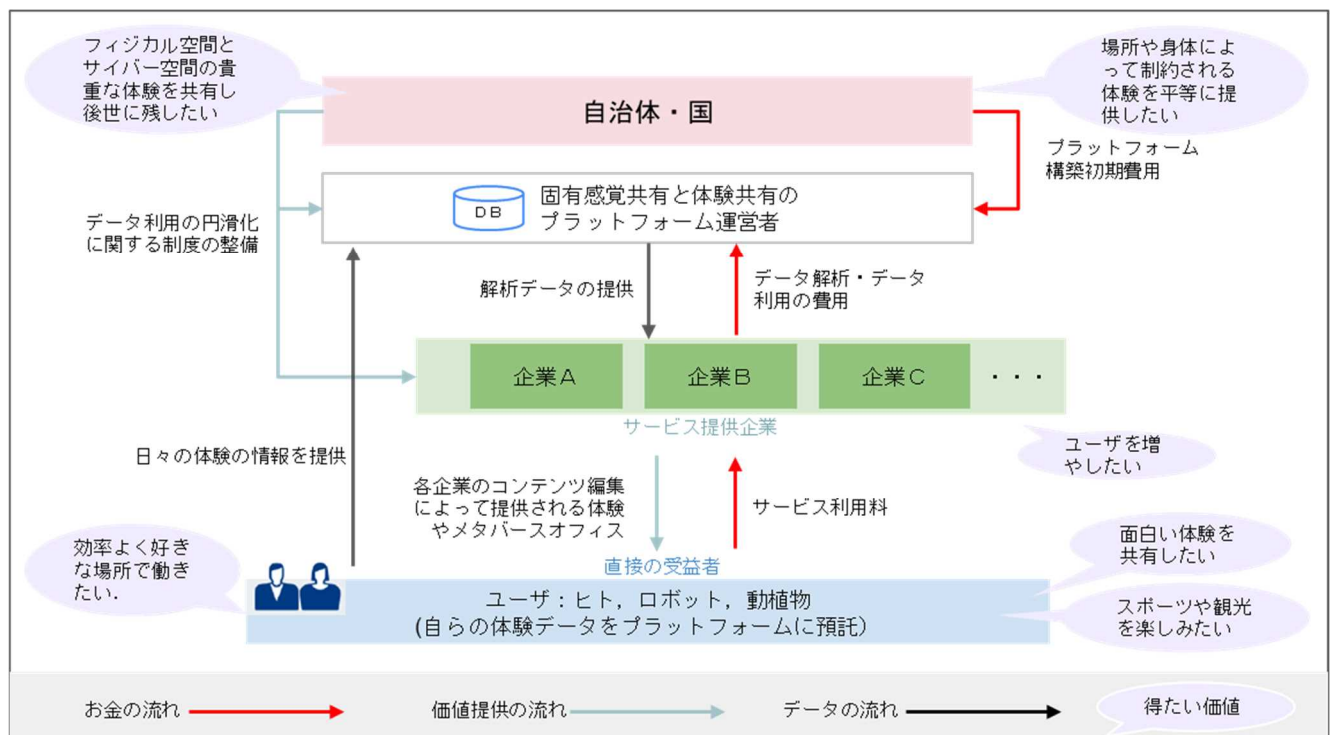 フィジカル空間と
サイバー空間の貴
重な体験を共有し
後世に残したい
場所や身体によ
って制約される
体験を平等に提
供したい
自治体・国
プラットフォーム
構築初期費用
DB
固有感覚共有と体験共有の
プラットフォーム運営者
データ利用の円滑化
に関する制度の整備
解析データの提供
データ解析・データ
利用の費用
企業A
企業B
企業C
・・・
サービス提供企業
ユーザを増
やしたい
日々の体験の情報を提供
各企業のコンテンツ編集
によって提供される体験
やメタバースオフィス
サービス利用料
効率よく好き
な場所で働き
たい.
直接の受益者
面白い体験を
共有したい
ユーザ:ヒト,ロボット,動植物
(自らの体験データをプラットフォームに預託)
スポーツや観光
を楽しみたい
お金の流れ
価値提供の流れ
データの流れ
得たい価値